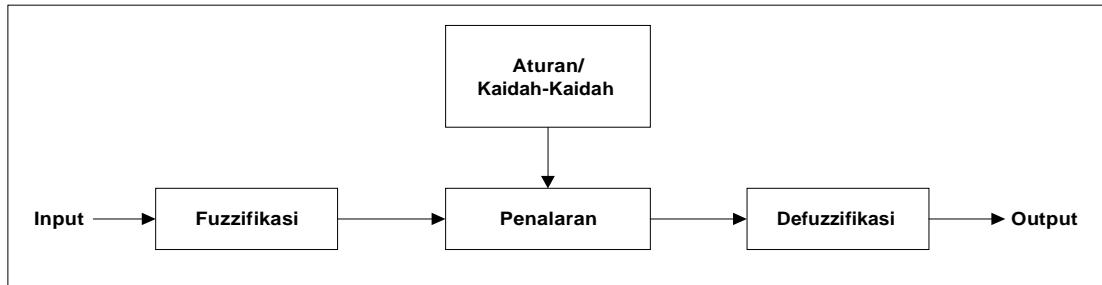 Aturan/
Kaidah-Kaidah
Input
Fuzzifikasi
Penalaran
Defuzzifikasi
Output